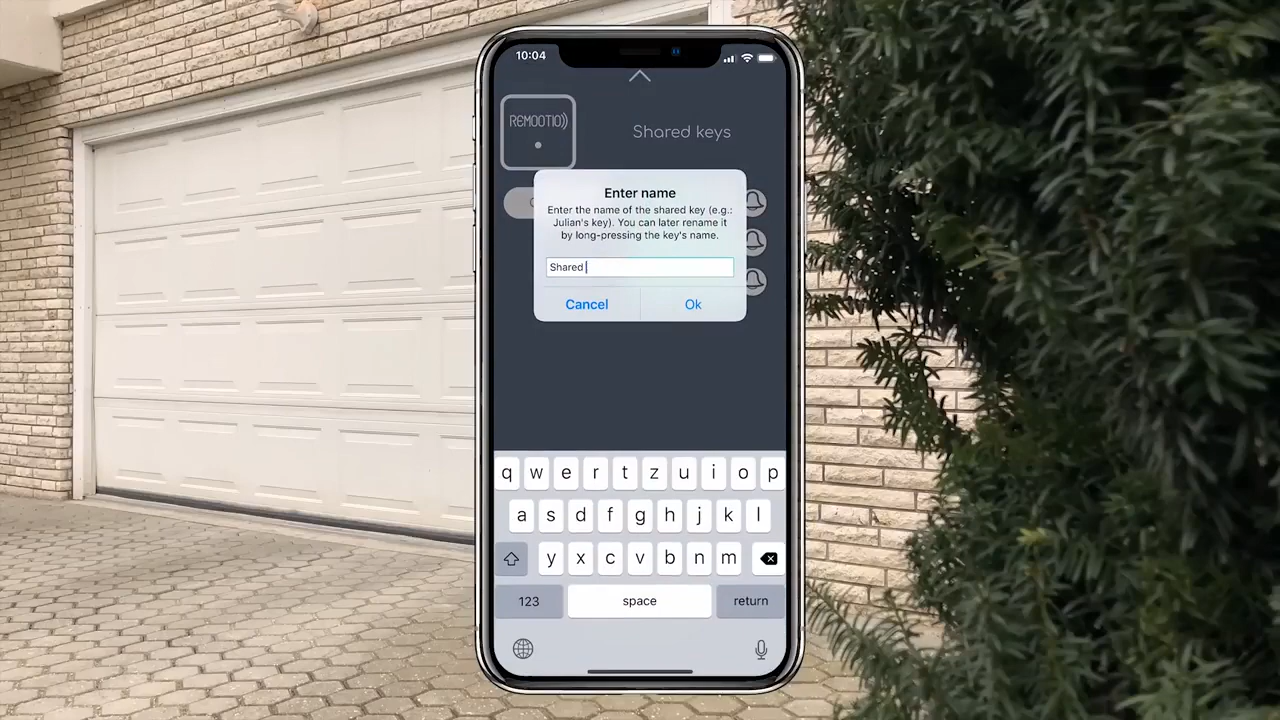 10:04
REMOOTIO
Shared keys
Enter name
Enter the name of the shared key (e.g.:
Julian's key). You can later rename it
by long-pressing the key's name.
Shared
Cancel
Ok
q w e r t z u i o p
a s d f g h j k l
y x c v b n m
123
space
return